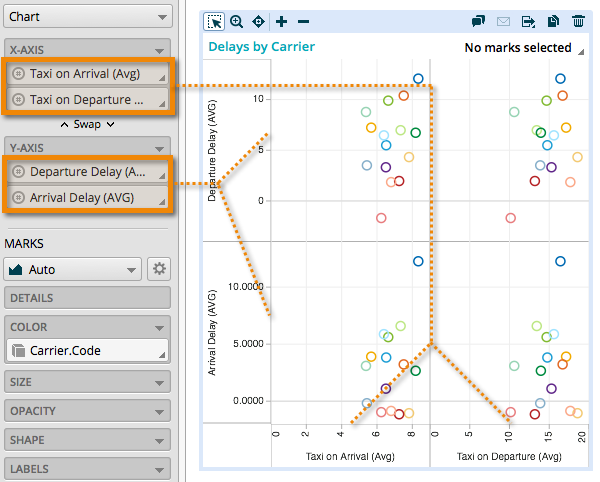 Chart
X-AXIS
Taxi on Arrival (Avg)
Taxi on Departure ...
Swap
Y-AXIS
Departure Delay (A...
Arrival Delay (AVG)
MARKS
Auto
DETAILS
COLOR
Carrier.Code
SIZE
OPACITY
SHAPE
LABELS
Delays by Carrier
No marks selected
Departure Delay (AVG)
10
5
0
Arrival Delay (AVG)
10.0000
5.0000
0.0000
0 2 4 6 8 0 5 10 15 20
Taxi on Arrival (Avg) Taxi on Departure (Avg)